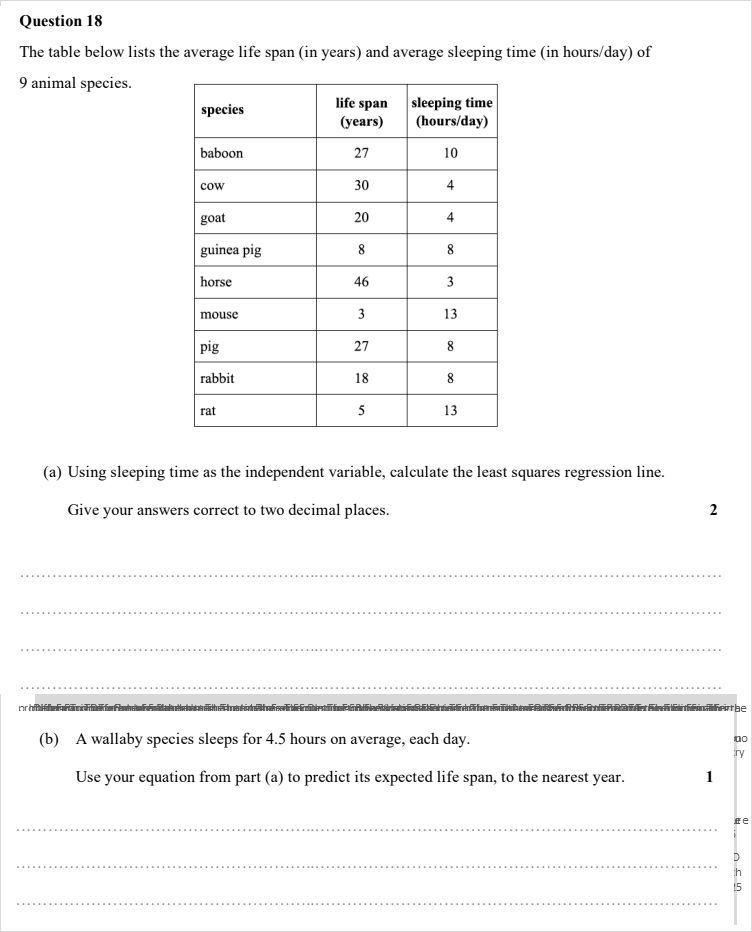 Question 18
The table below lists the average life span (in years) and average sleeping time (in hours/day) of
9 animal species.
species life span (years) sleeping time (hours/day)
baboon 27 10
cow 30 4
goat 20 4
guinea pig 8 8
horse 46 3
mouse 3 13
pig 27 8
rabbit 18 8
rat 5 13
(a) Using sleeping time as the independent variable, calculate the least squares regression line.
Give your answers correct to two decimal places. 2
(b) A wallaby species sleeps for 4.5 hours on average, each day.
Use your equation from part (a) to predict its expected life span, to the nearest year. 1